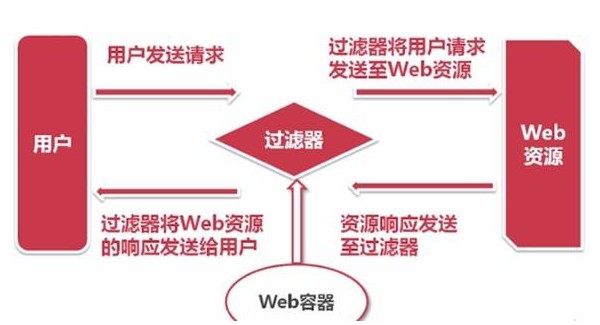 用户发送请求
过滤器将用户请求
发送至Web资源
用户
过滤器
Web
资源
过滤器将Web资源
的响应发送给用户
资源响应发送
至过滤器
Web容器